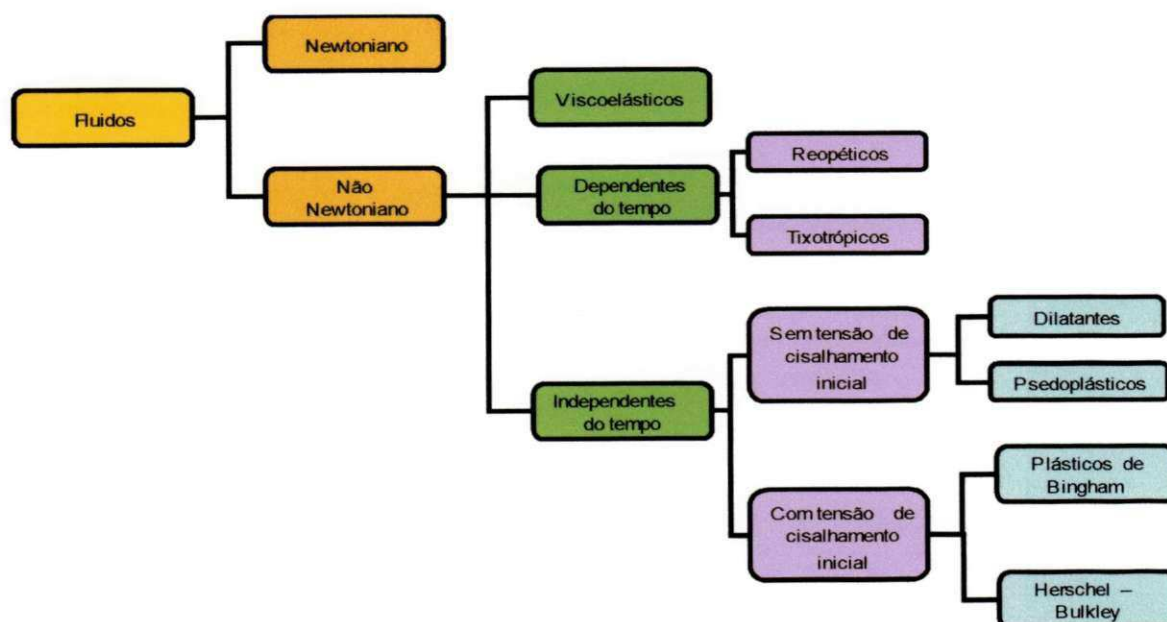 Fluidos
Newtoniano
Não
Newtoniano
Viscoelásticos
Dependentes
do tempo
Independentes
do tempo
Reopéticos
Tixotrópicos
Sem tensão de
cisalhamento
inicial
Com tensão de
cisalhamento
inicial
Dilatantes
Psedoplásticos
Plásticos de
Bingham
Herschel –
Bulkley